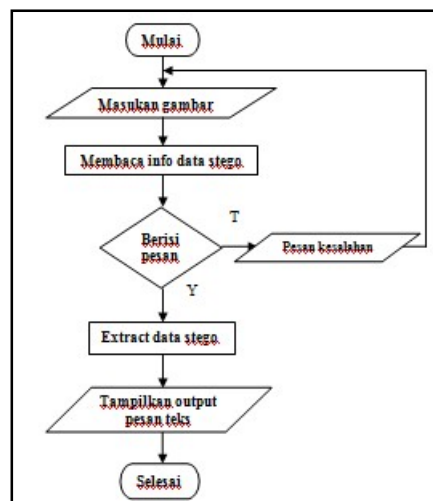 Mulai
Masukan gambar
Membaca info data stego
Berisi
pesan
T
Pesan kesalahan
Y
Extract data stego
Tampilkan output
pesan teks
Selesai